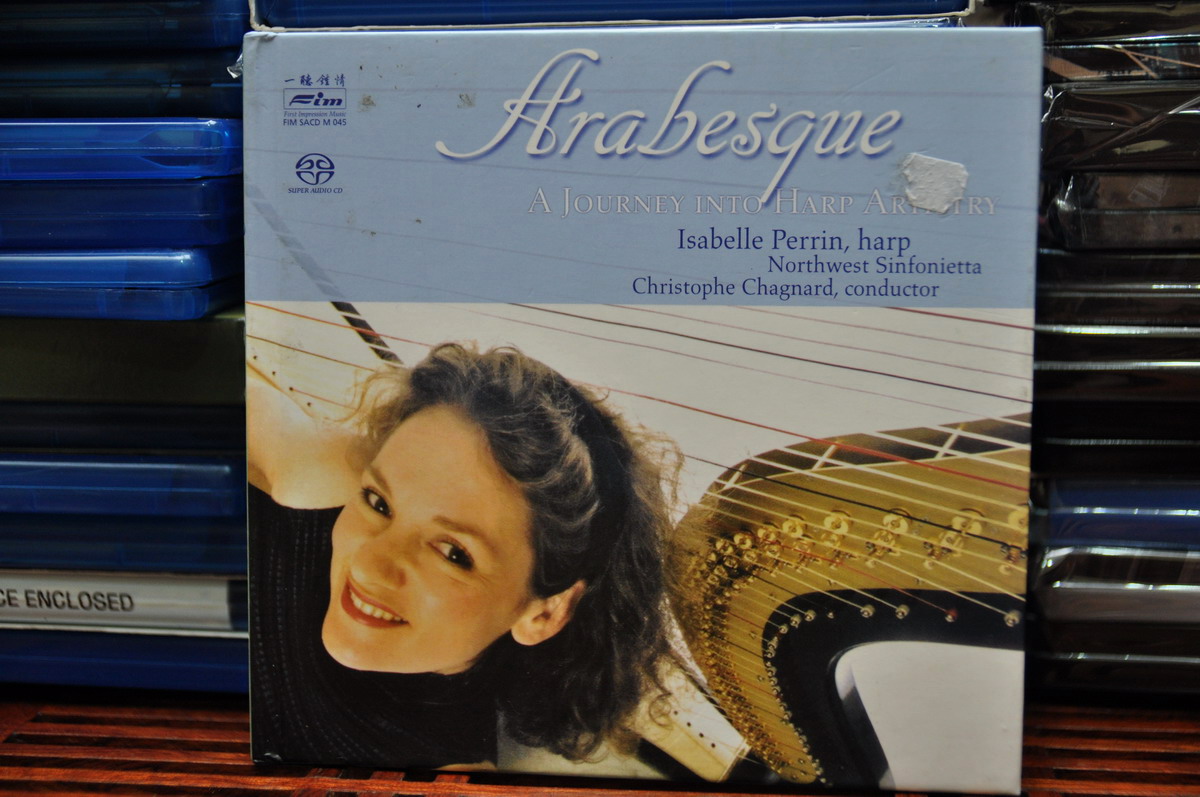 一聽鍾情
Fim
First Impression Music
FIM SACD M 045
SUPER AUDIO CD
Arabesque
A JOURNEY INTO HARP ARTISTRY
Isabelle Perrin, harp
Northwest Sinfonietta
Christophe Chagnard, conductor
CE ENCLOSED